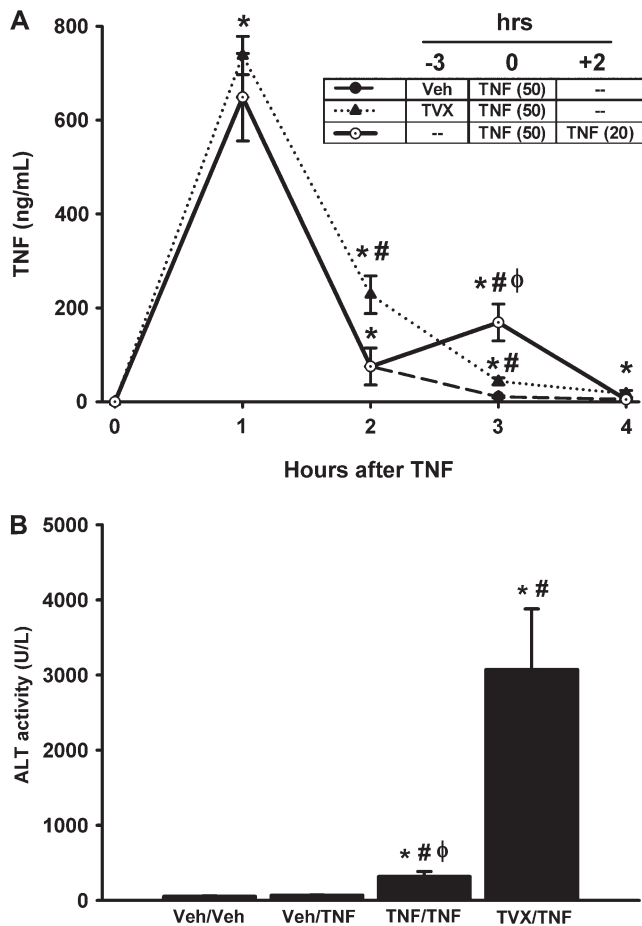 A
hrs
-3 0 +2
Veh TNF (50) --
TVX TNF (50) --
-- TNF (50) TNF (20)
TNF (ng/mL)
800
600
400
200
0
*
* #
*
* # ϕ
* #
*
0 1 2 3 4
Hours after TNF
B
ALT activity (U/L)
5000
4000
3000
2000
1000
0
* # ϕ
* #
Veh/Veh Veh/TNF TNF/TNF TVX/TNF